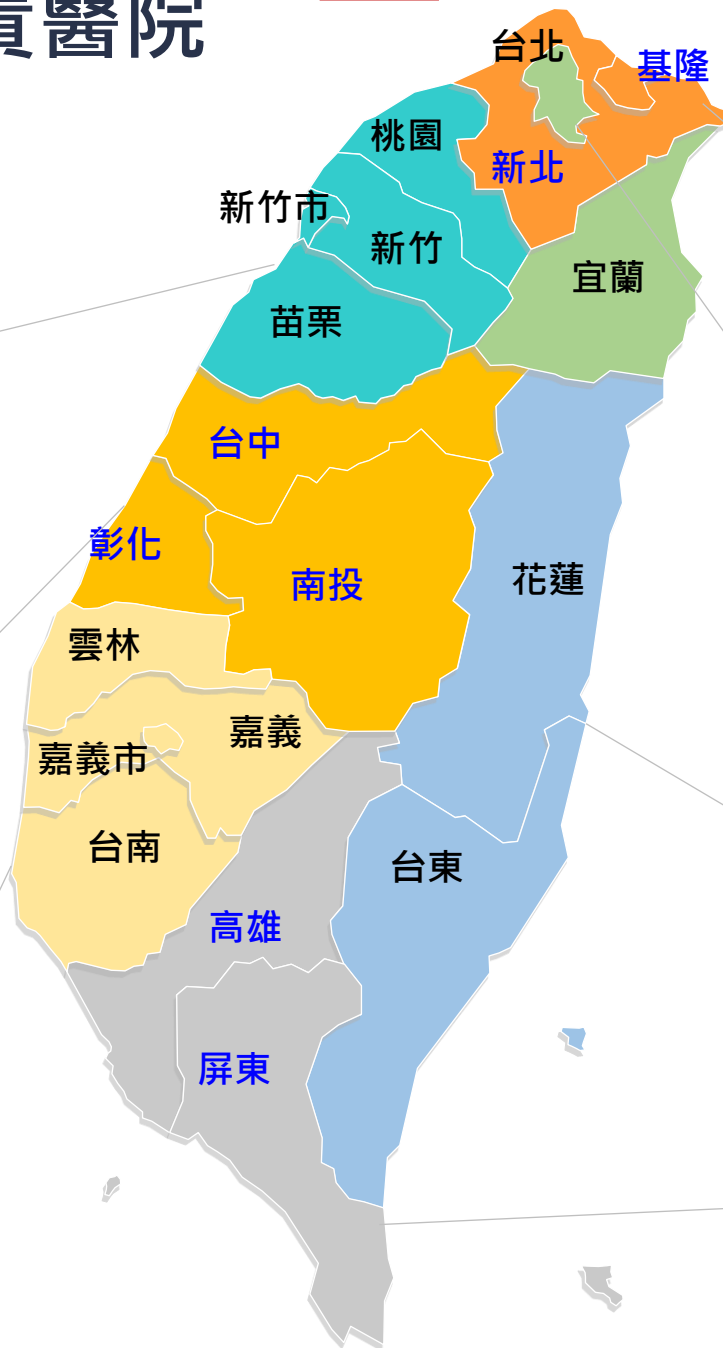 責醫院
台北
基隆
桃園
新北
新竹市
新竹
宜蘭
苗栗
台中
彰化
南投
花蓮
雲林
嘉義
嘉義市
台南
台東
高雄
屏東